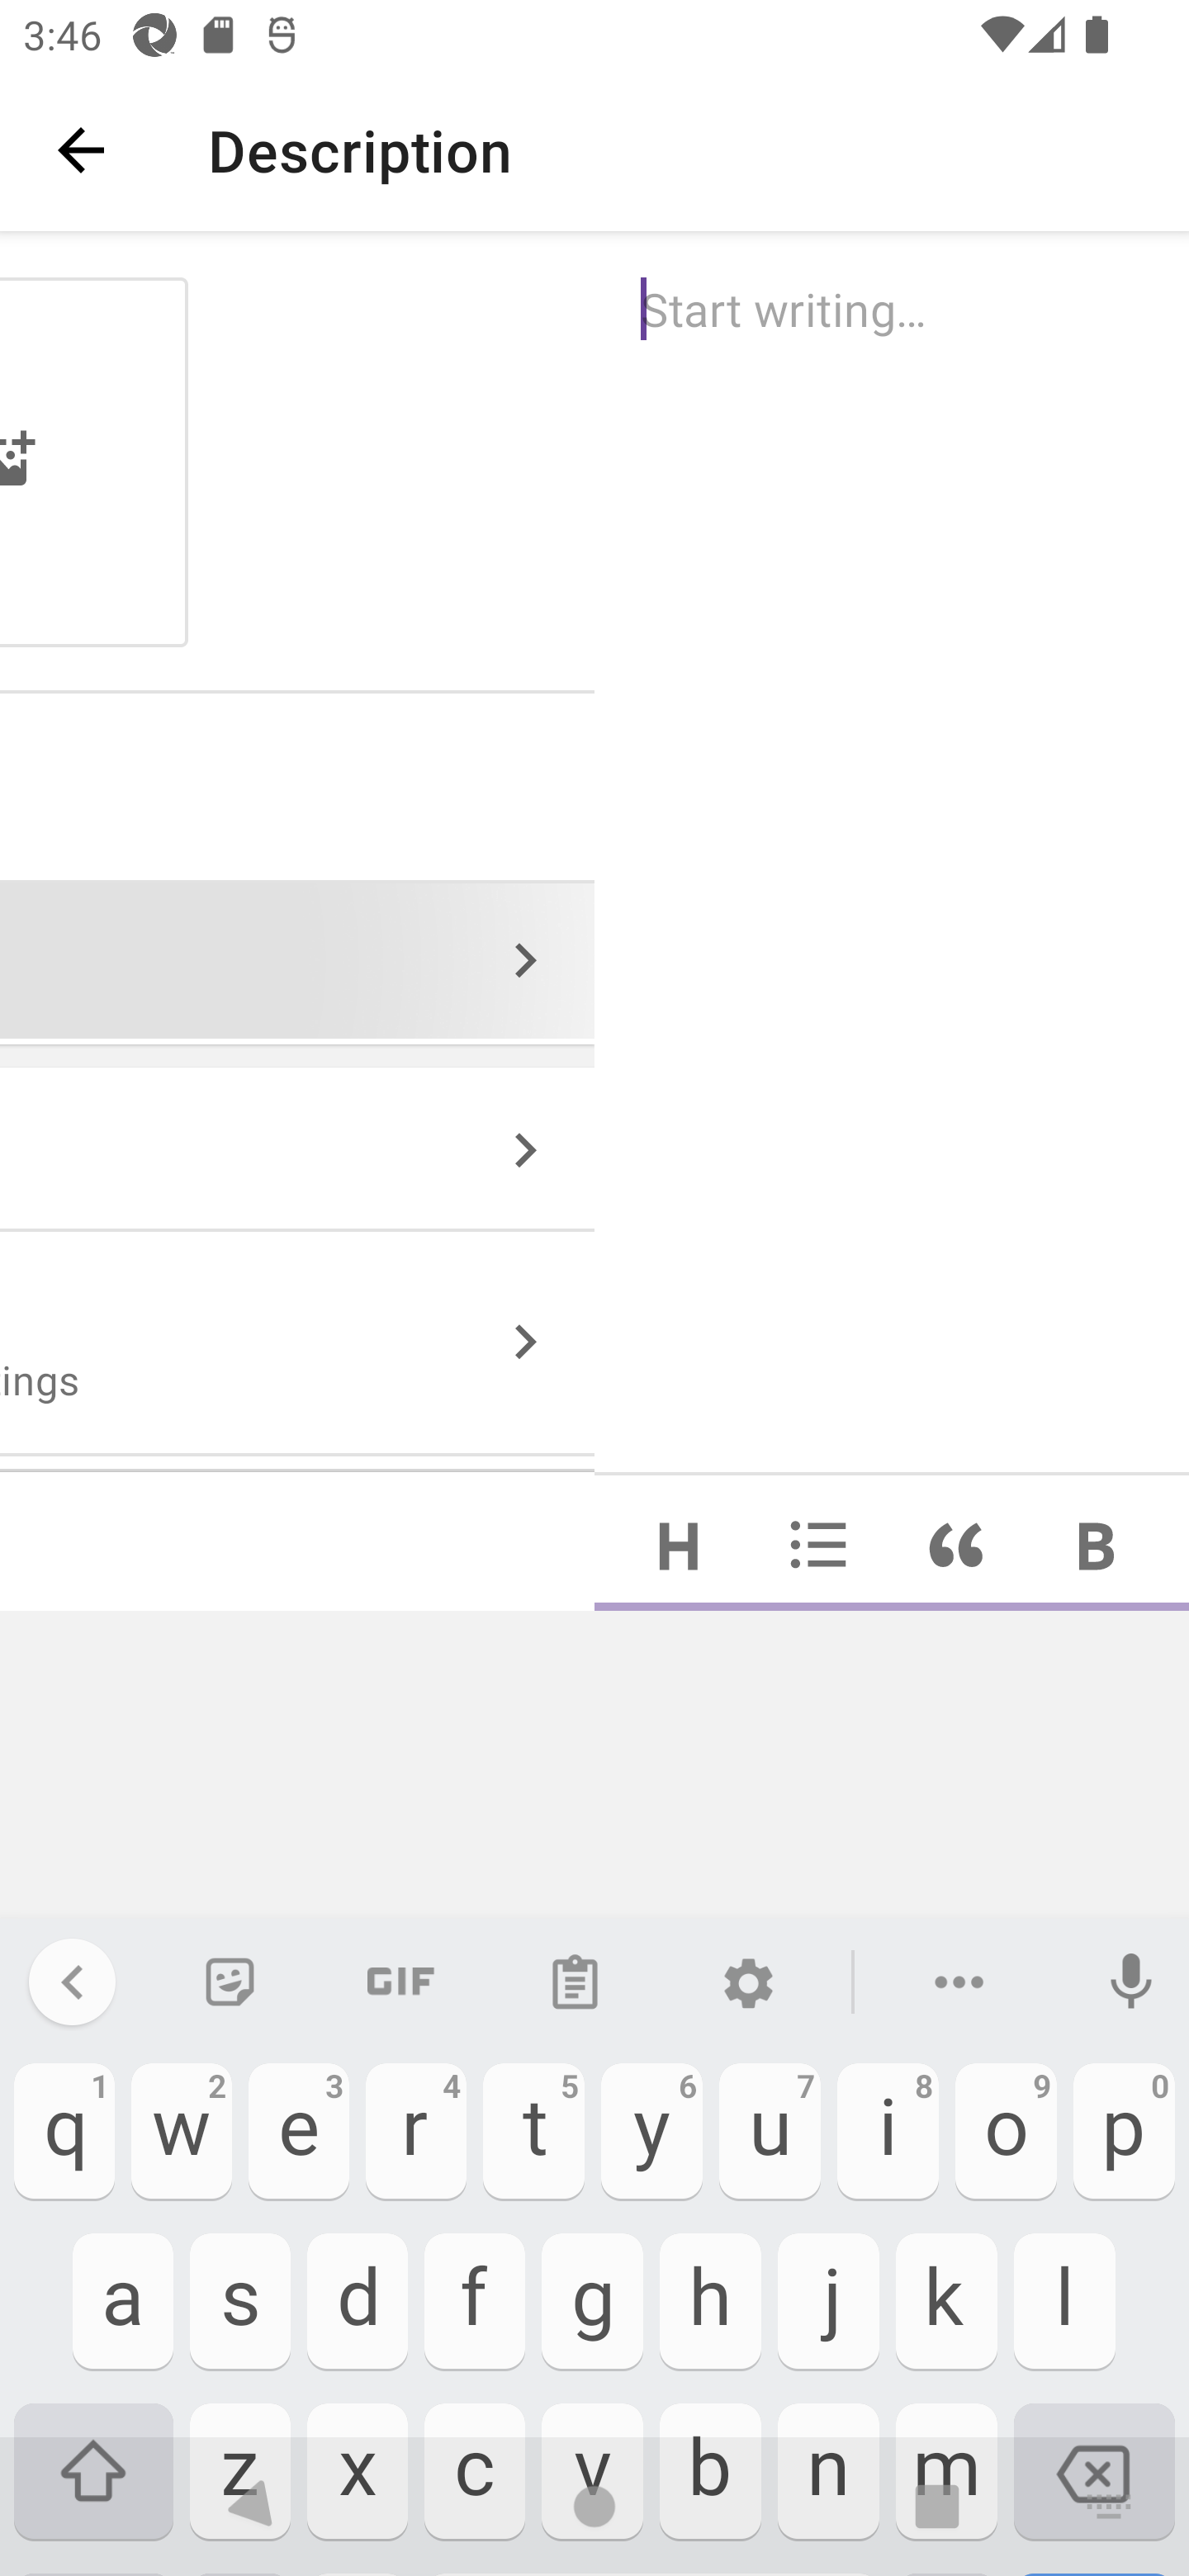 3:46
Description
Start writing…
ings
H B
GIF
1 2 3 4 5 6 7 8 9 0
q w e r t y u i o p
a s d f g h j k l
z x c v b n m